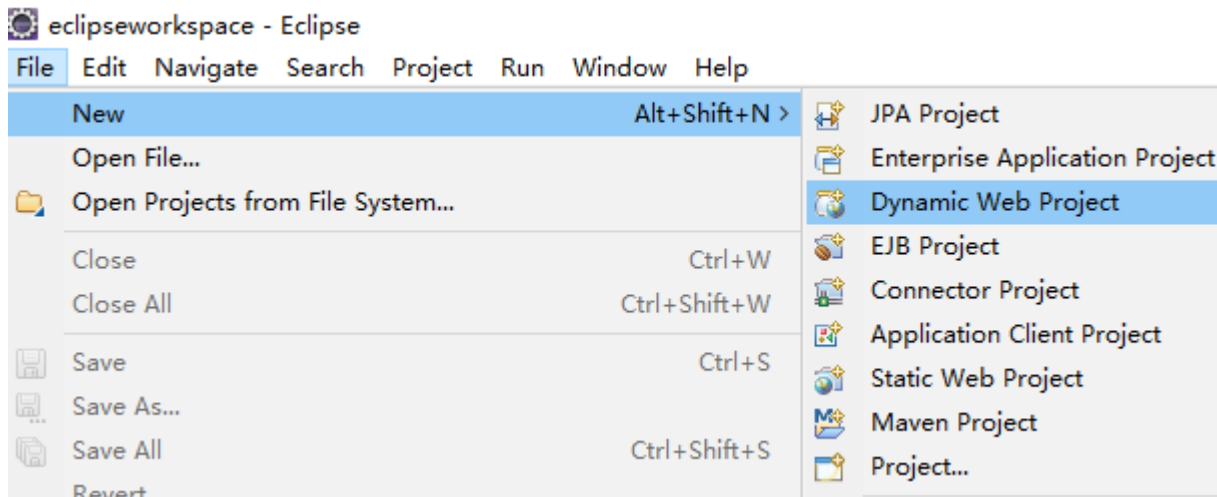 eclipseworkspace - Eclipse
File Edit Navigate Search Project Run Window Help
New Alt+Shift+N >
Open File...
Open Projects from File System...
Close Ctrl+W
Close All Ctrl+Shift+W
Save Ctrl+S
Save As...
Save All Ctrl+Shift+S
Revert
JPA Project
Enterprise Application Project
Dynamic Web Project
EJB Project
Connector Project
Application Client Project
Static Web Project
Maven Project
Project...